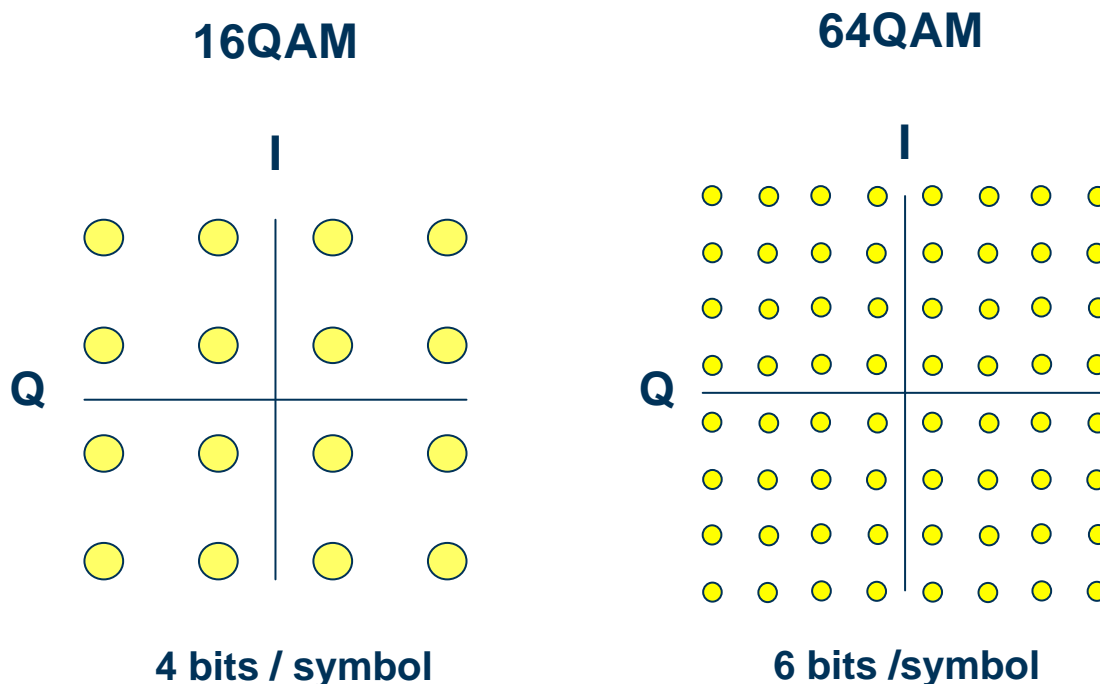 16QAM
I
Q
4 bits / symbol
64QAM
I
Q
6 bits /symbol